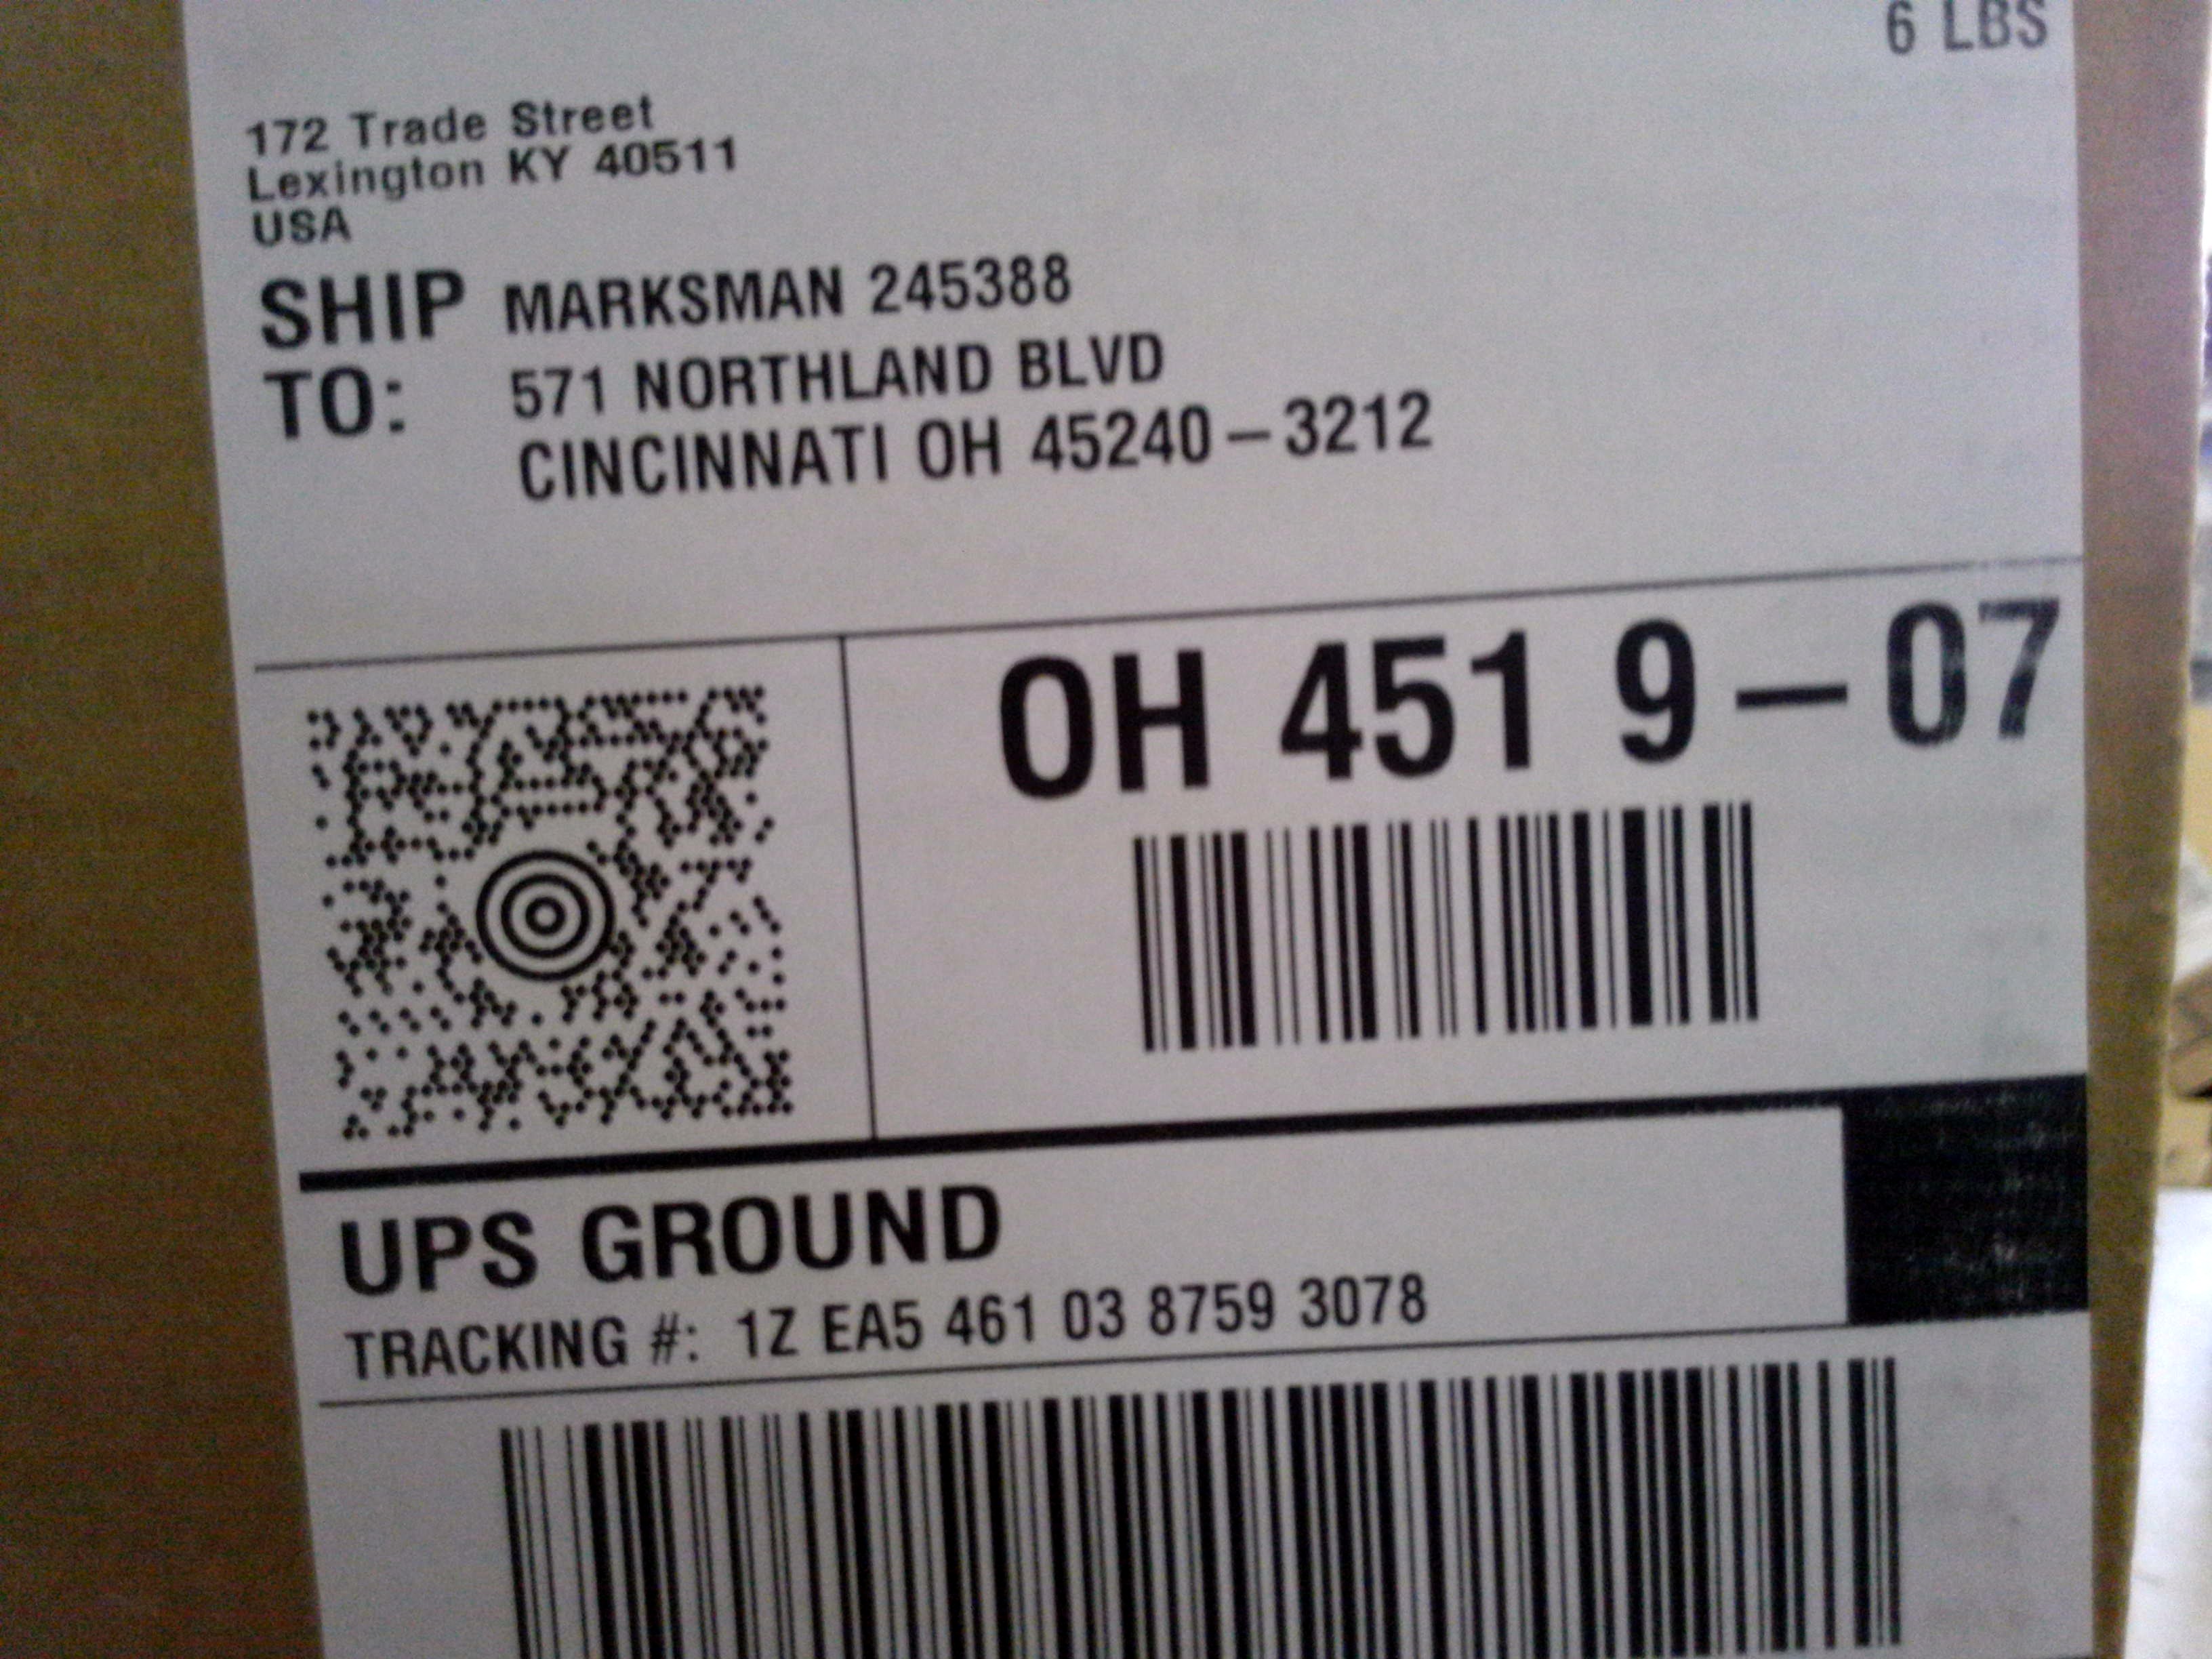 6 LBS
172 Trade Street
Lexington KY 40511
USA
SHIP TO: MARKSMAN 245388
571 NORTHLAND BLVD
CINCINNATI OH 45240-3212
OH 451 9-07
UPS GROUND
TRACKING #: 1Z EA5 461 03 8759 3078